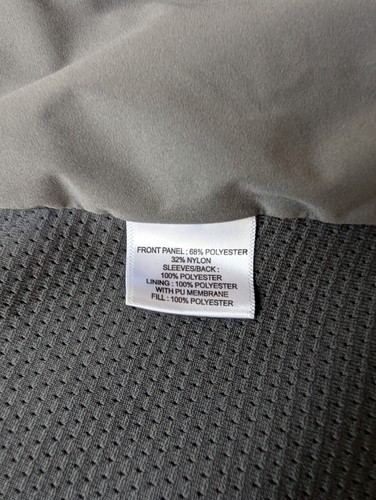 FRONT PANEL : 68% POLYESTER
32% NYLON
SLEEVES/BACK :
100% POLYESTER
LINING : 100% POLYESTER
WITH PU MEMBRANE
FILL : 100% POLYESTER